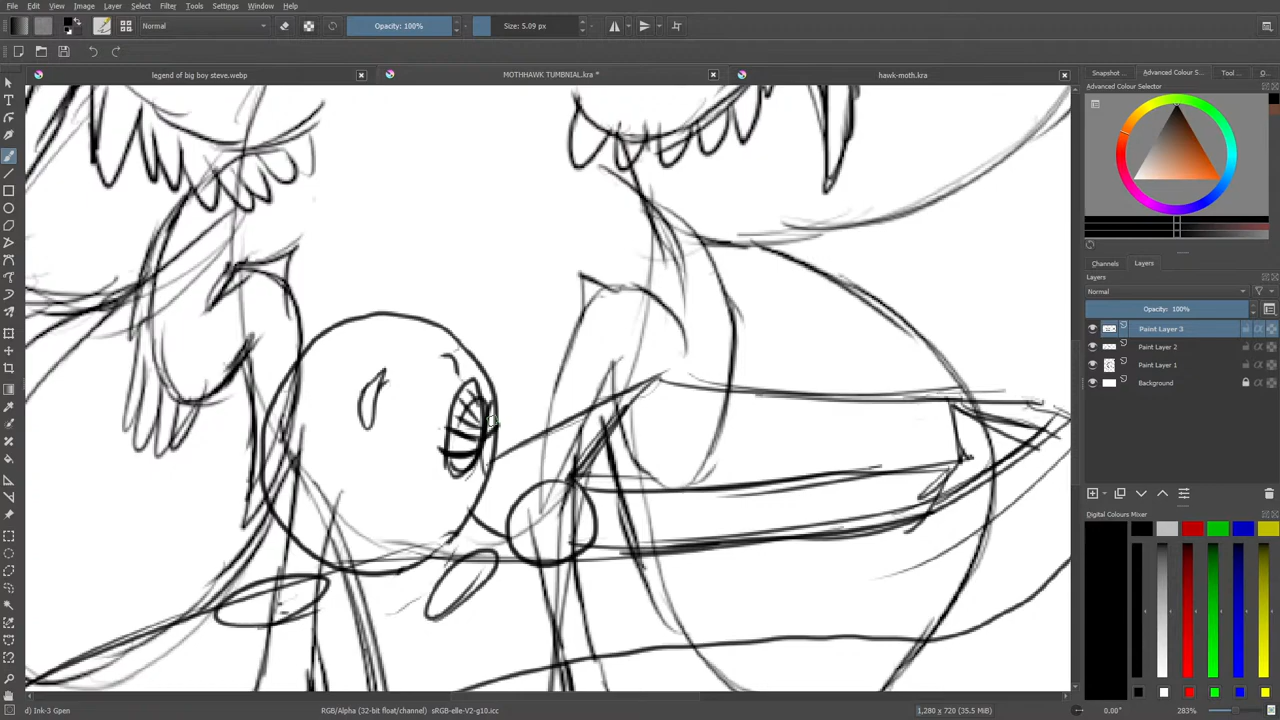 File Edit View Image Layer Select Filter Tools Settings Window Help
Normal Opacity: 100% Size: 5.09 px
legend of big boy steve.webp MOTHHAWK TUMBNIAL.kra * hawk-moth.kra
Snapshot ... Advanced Colour S... Tool ...
Advanced Colour Selector
Channels Layers
Layers
Normal
Opacity: 100%
Paint Layer 3
Paint Layer 2
Paint Layer 1
Background
Digital Colours Mixer
d) Ink-3 Gpen RGB/Alpha (32-bit float/channel) sRGB-elle-V2-g10.icc 1,280 x 720 (35.5 MiB) 0.00° 283%